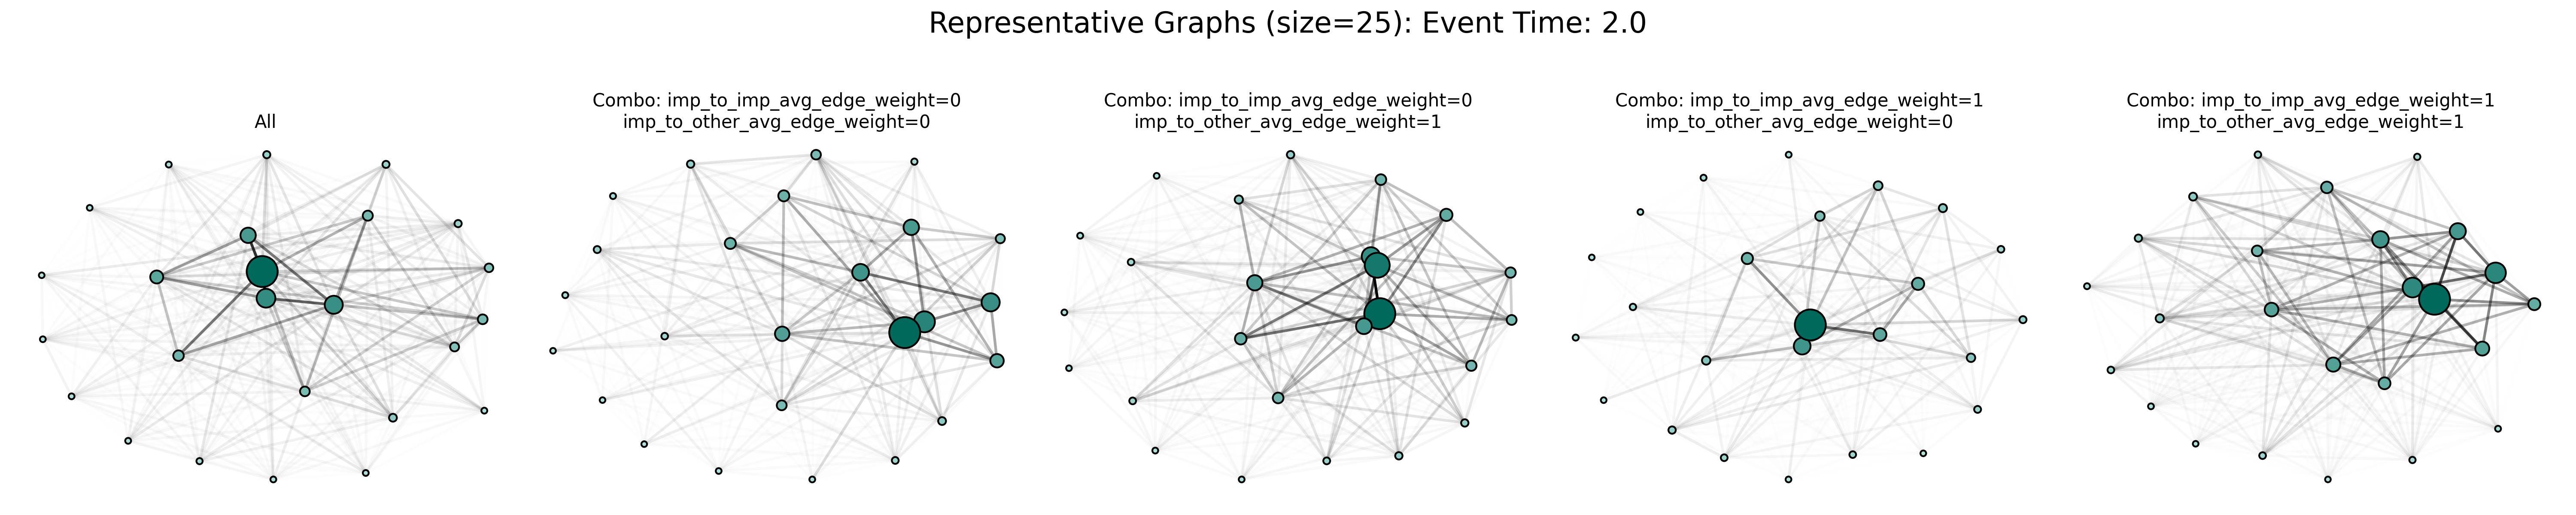 Representative Graphs (size=25): Event Time: 2.0
All
Combo: imp_to_imp_avg_edge_weight=0
imp_to_other_avg_edge_weight=0
Combo: imp_to_imp_avg_edge_weight=0
imp_to_other_avg_edge_weight=1
Combo: imp_to_imp_avg_edge_weight=1
imp_to_other_avg_edge_weight=0
Combo: imp_to_imp_avg_edge_weight=1
imp_to_other_avg_edge_weight=1